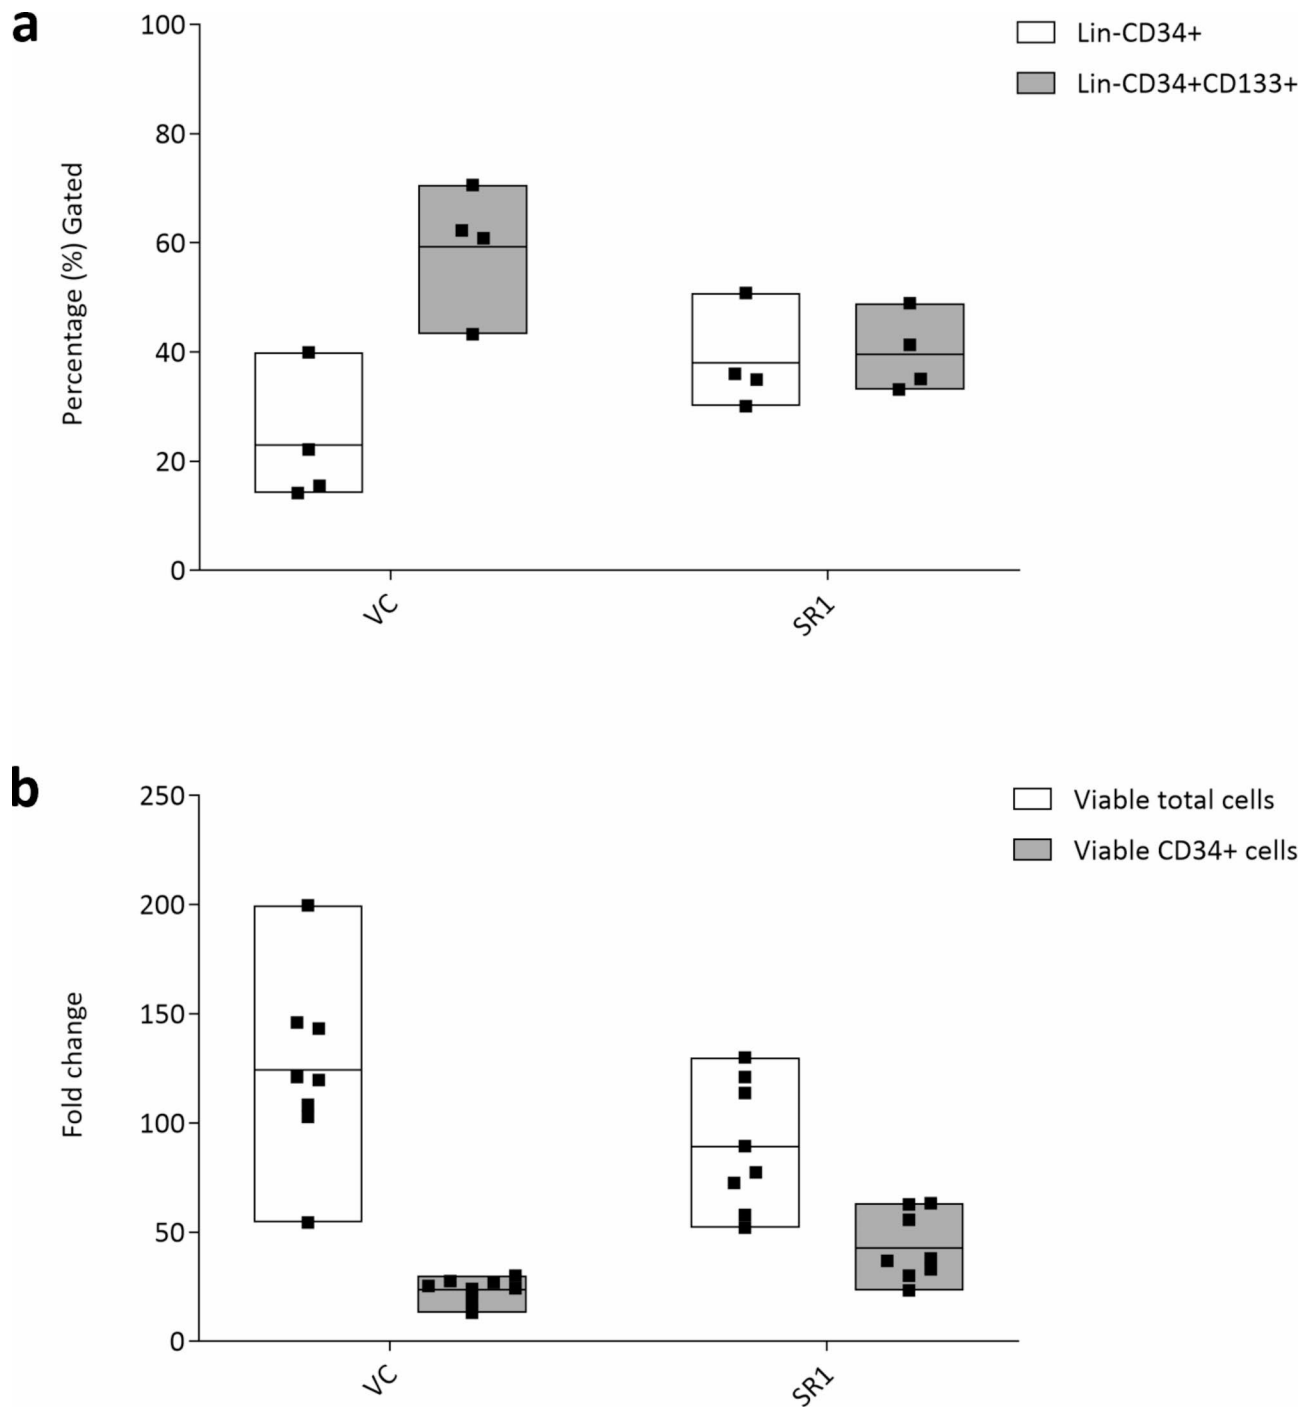 a
100
80
60
40
20
0
Percentage (%) Gated
VC
SR1
Lin-CD34+
Lin-CD34+CD133+
b
250
200
150
100
50
0
Fold change
VC
SR1
Viable total cells
Viable CD34+ cells